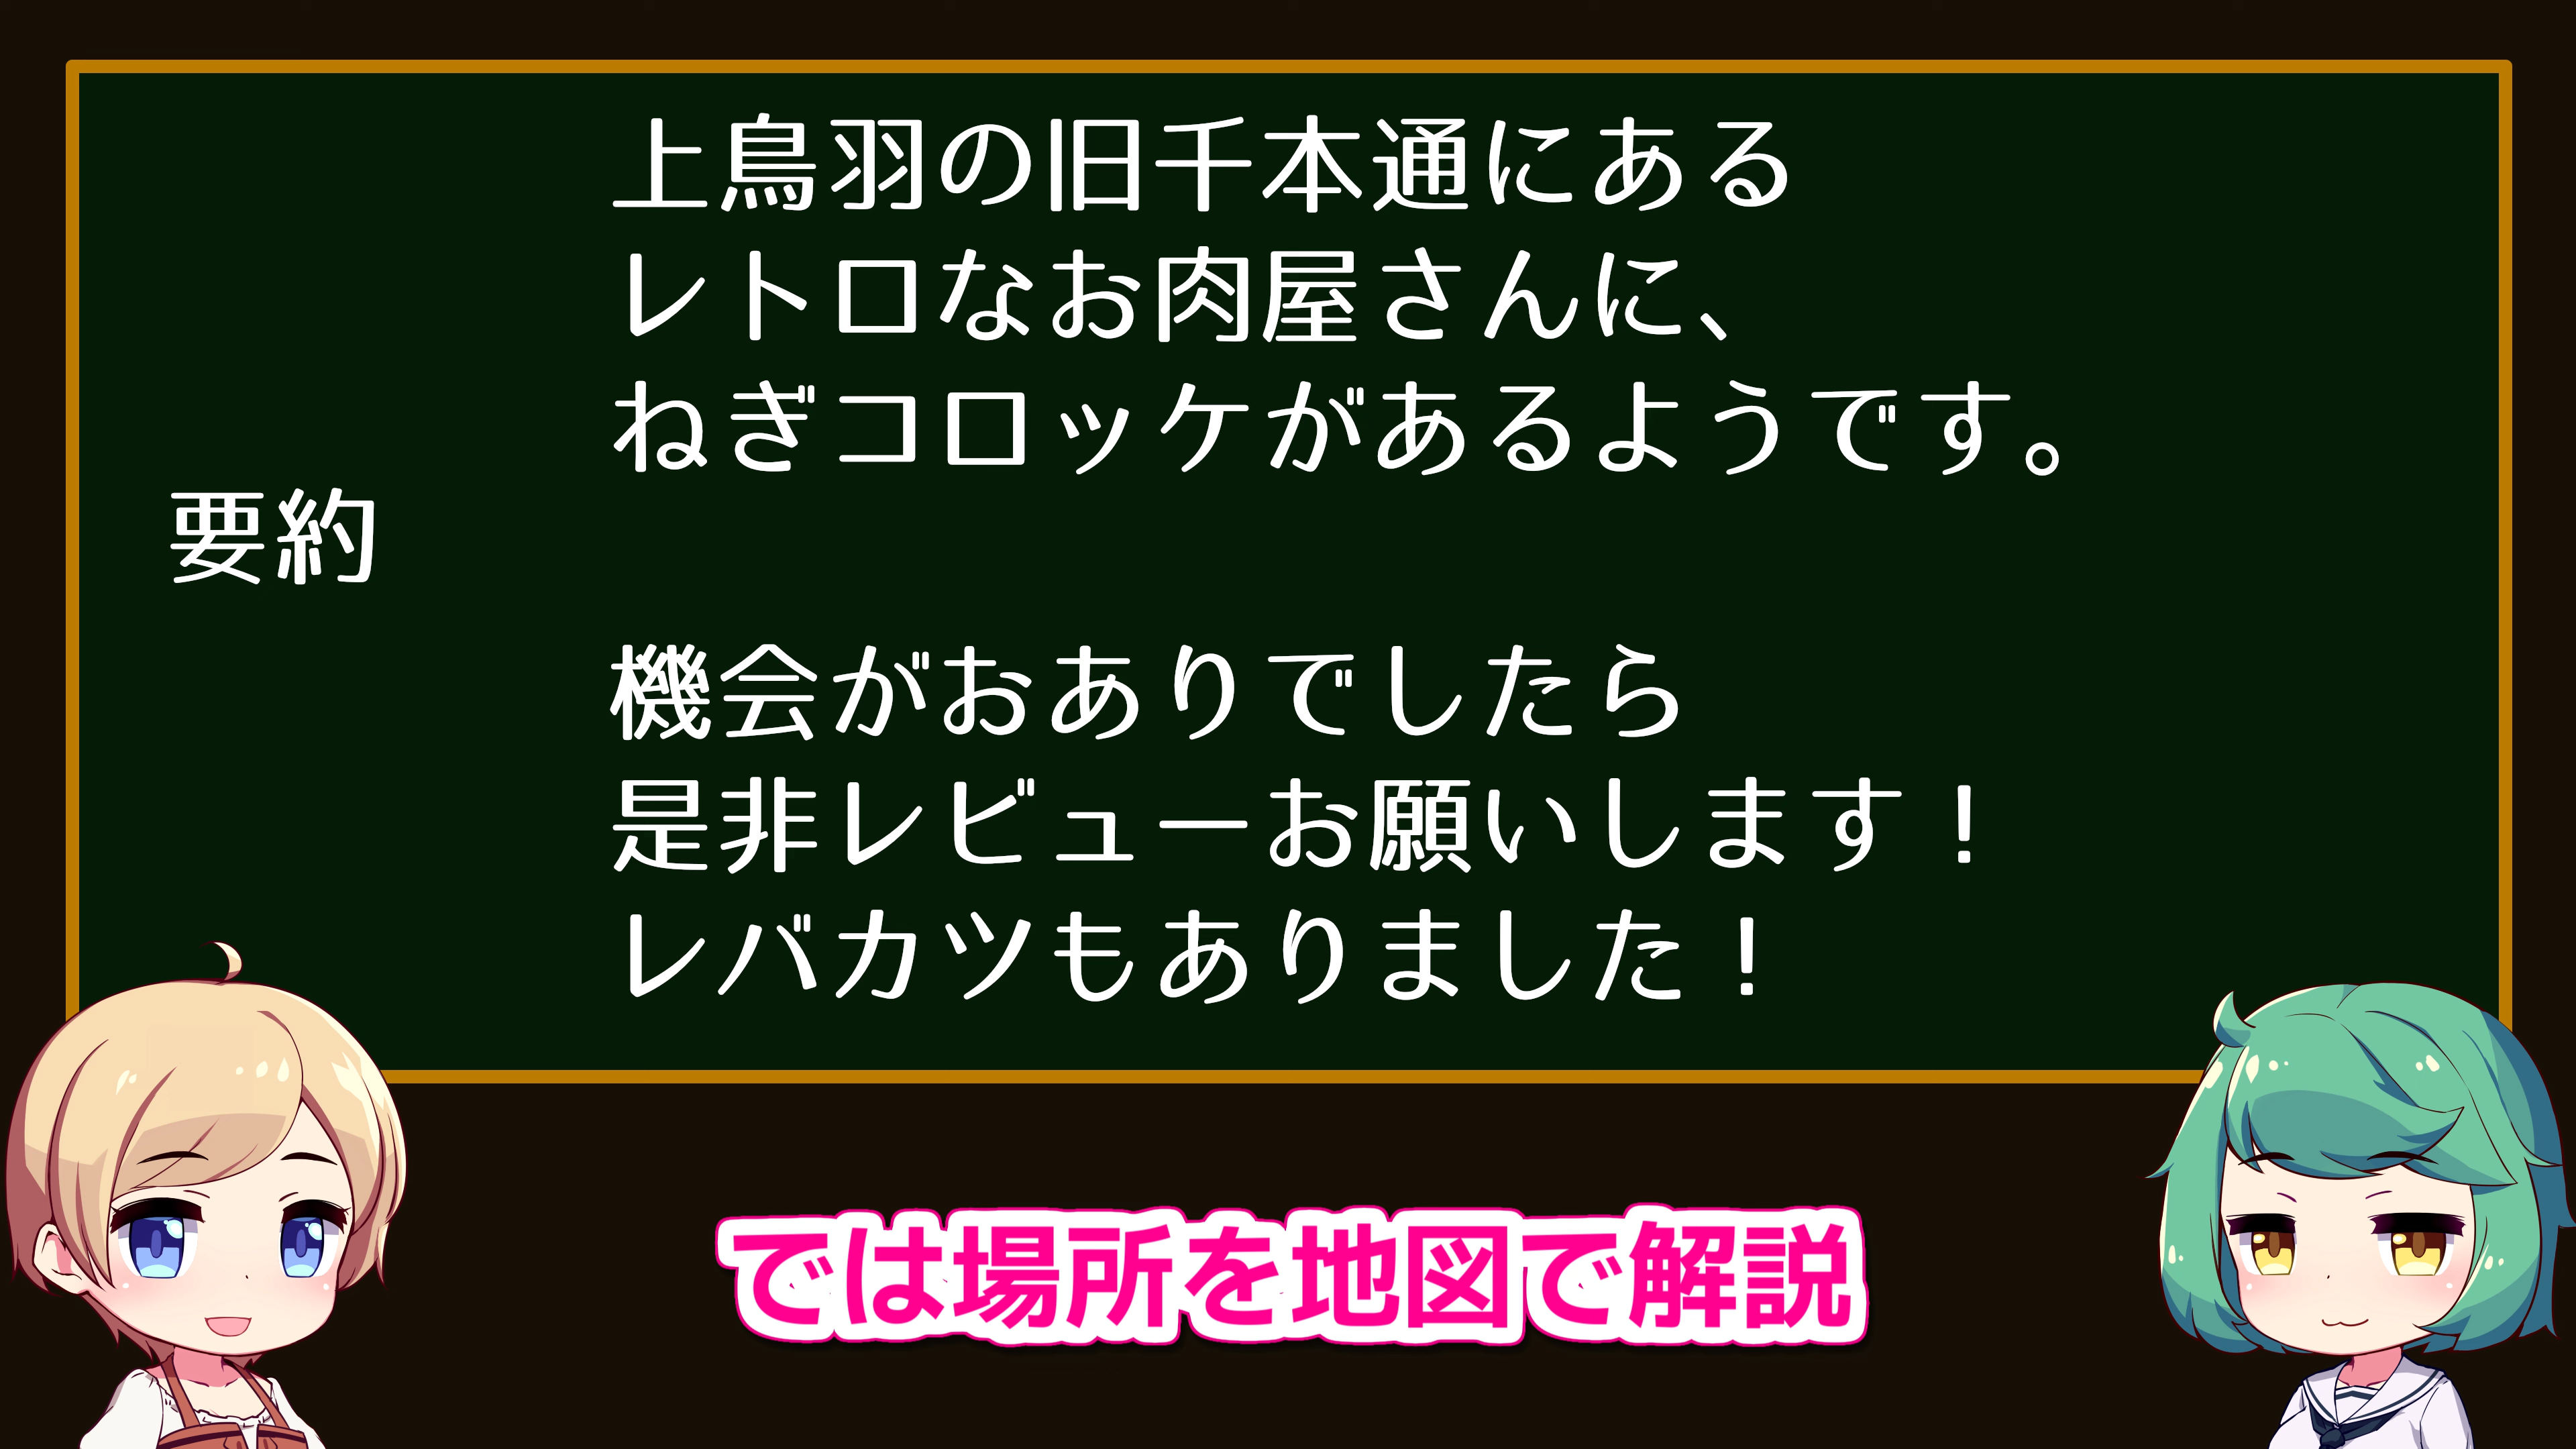 要約
上鳥羽の旧千本通にある
レトロなお肉屋さんに、
ねぎコロッケがあるようです。
機会がおありでしたら
是非レビューお願いします！
レバカツもありました！
では場所を地図で解説